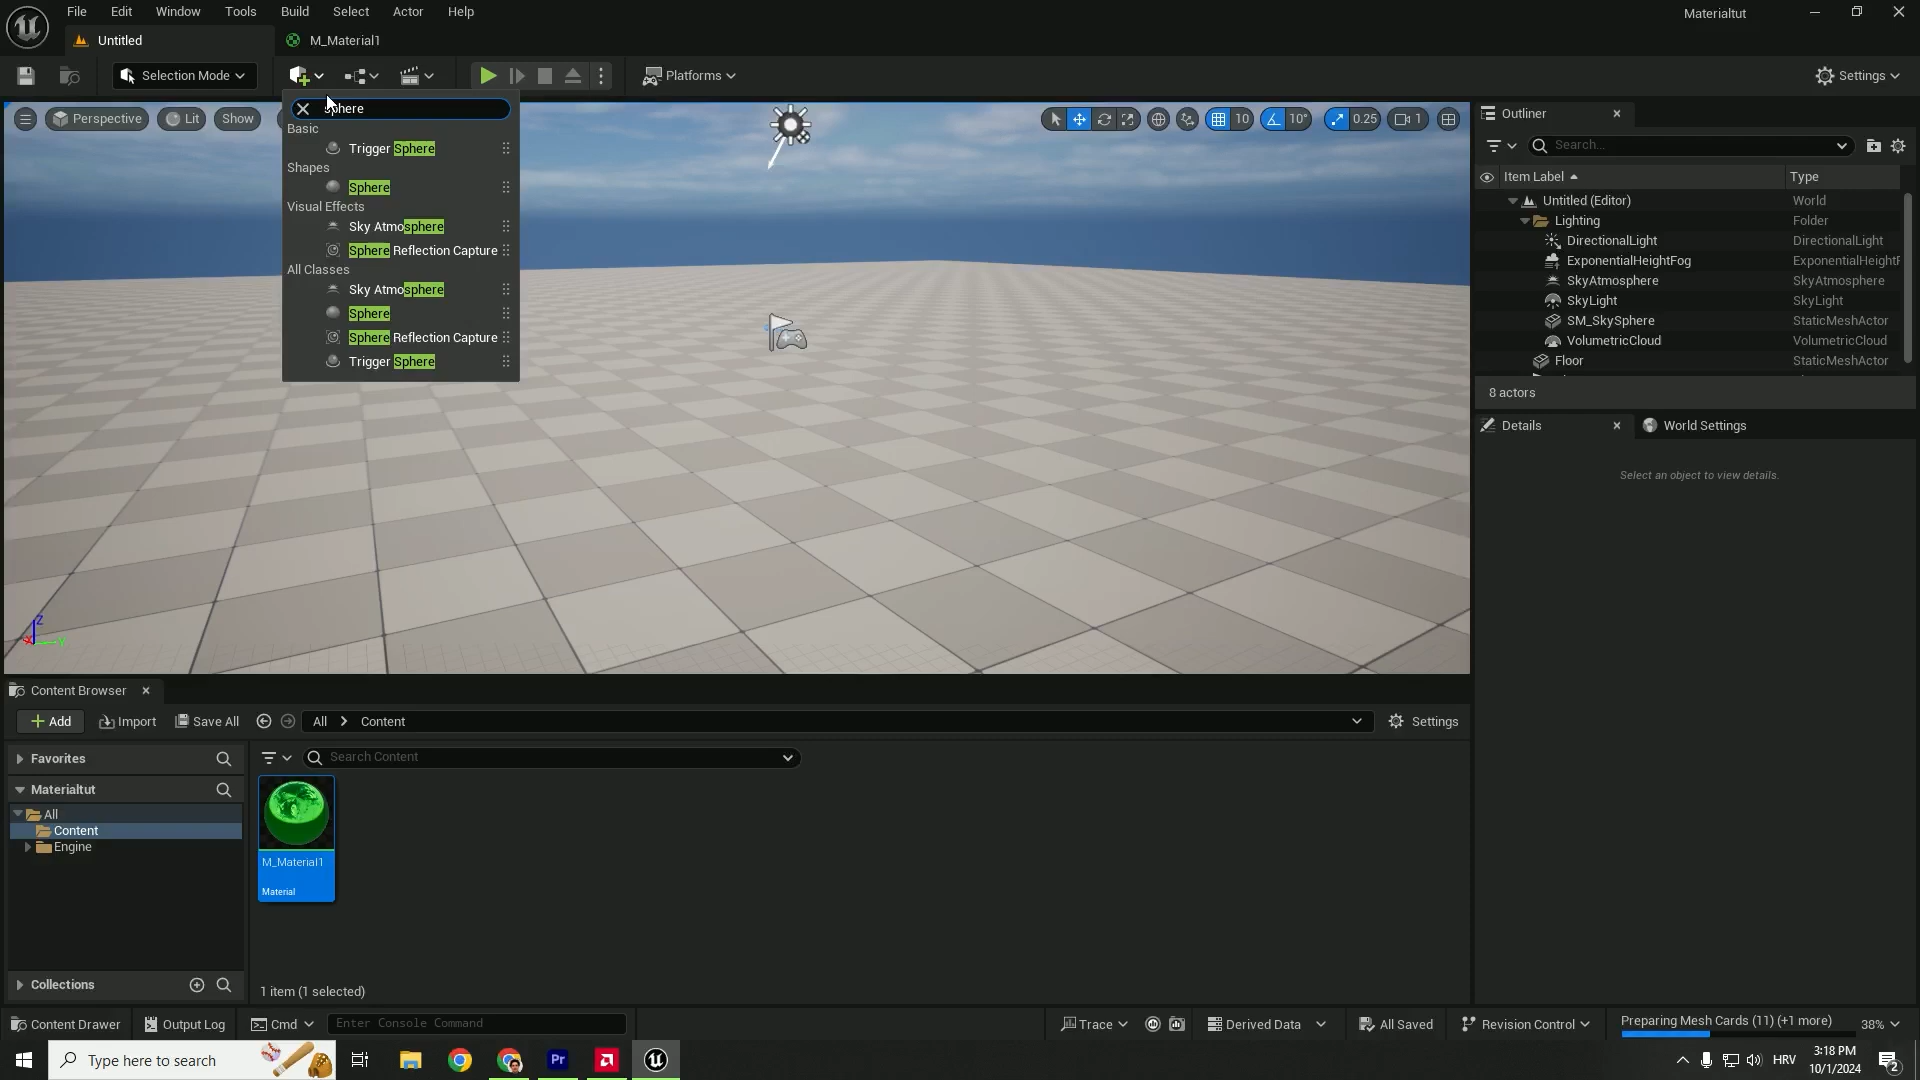 File Edit Window Tools Build Select Actor Help
Materialtut
Untitled
M_Material1
Selection Mode
Platforms
Settings
Perspective
Lit
Show
10
10°
0.25
1
sphere
Basic
Trigger Sphere
Shapes
Sphere
Visual Effects
Sky Atmosphere
Sphere Reflection Capture
All Classes
Sky Atmosphere
Sphere
Sphere Reflection Capture
Trigger Sphere
Z
X
Y
Outliner
Search...
Item Label Type
Untitled (Editor) World
Lighting Folder
DirectionalLight DirectionalLight
ExponentialHeightFog ExponentialHeightF
SkyAtmosphere SkyAtmosphere
SkyLight SkyLight
SM_SkySphere StaticMeshActor
VolumetricCloud VolumetricCloud
Floor StaticMeshActor
8 actors
Details
World Settings
Select an object to view details.
Content Browser
Add Import Save All All Content Settings
Favorites
Materialtut
All
Content
Engine
Collections
Search Content
M_Material1
Material
1 item (1 selected)
Content Drawer Output Log Cmd Enter Console Command
Trace Derived Data All Saved Revision Control Preparing Mesh Cards (11) (+1 more) 38%
Type here to search
Pr
HRV
3:18 PM
10/1/2024
2